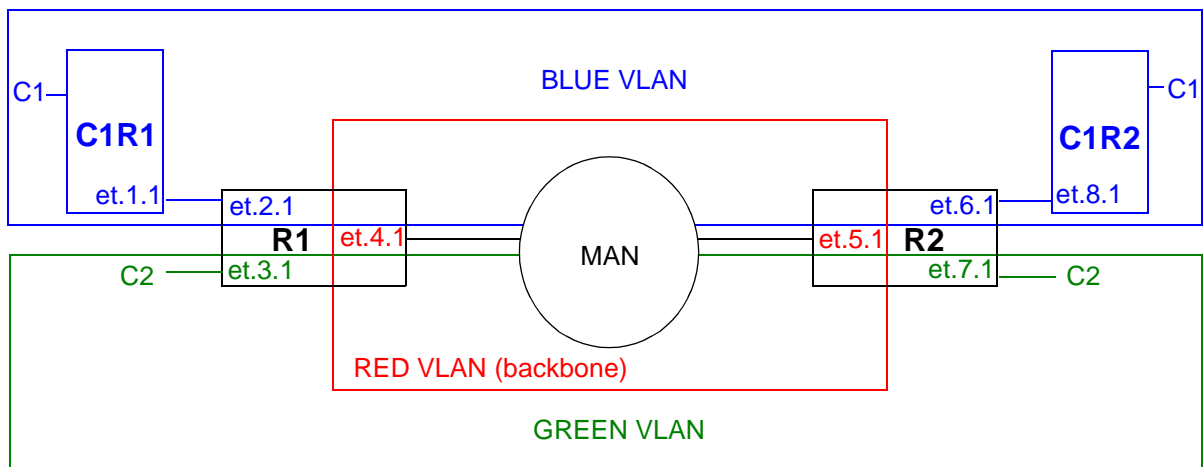 BLUE VLAN
C1
C1
C1R1
C1R2
et.1.1
et.8.1
et.2.1
et.6.1
R1
et.4.1
et.5.1
R2
MAN
et.3.1
et.7.1
C2
C2
RED VLAN (backbone)
GREEN VLAN